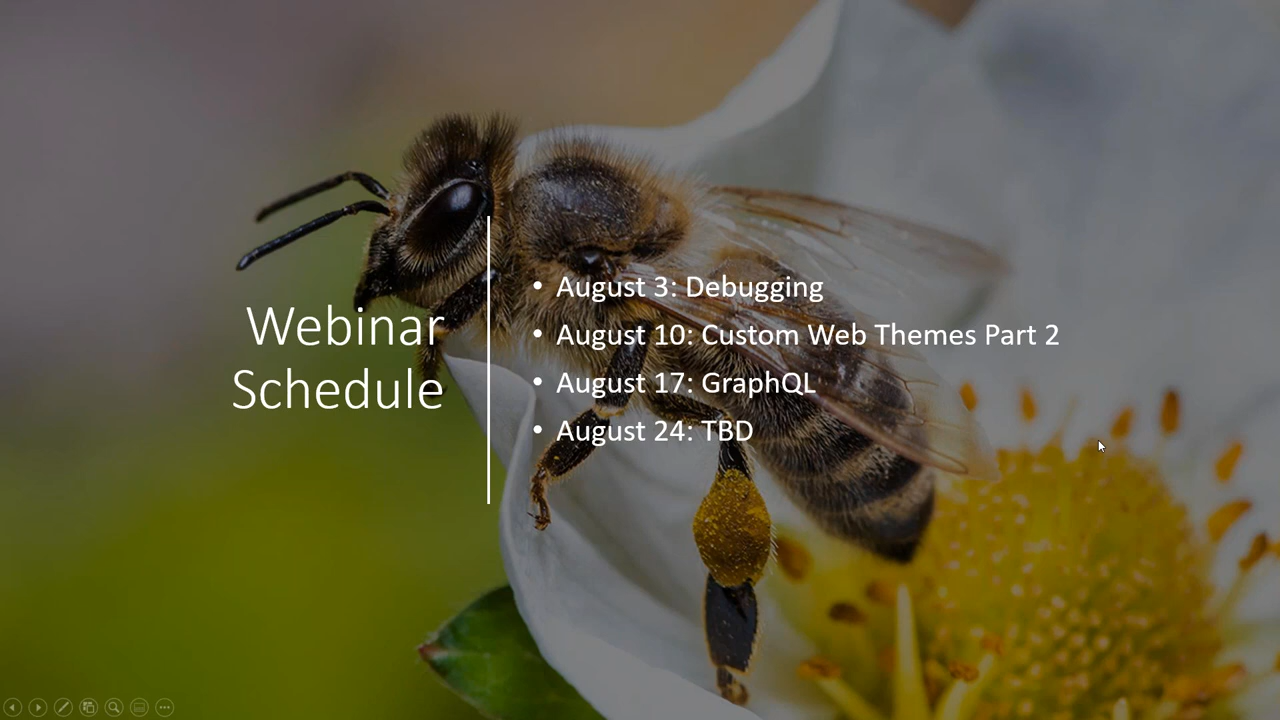 Webinar
Schedule
• August 3: Debugging
• August 10: Custom Web Themes Part 2
• August 17: GraphQL
• August 24: TBD